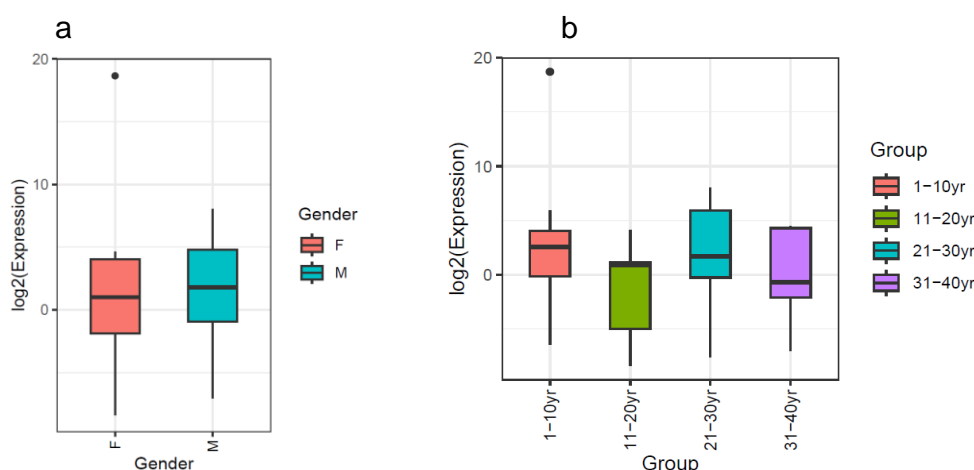 a
20
10
0
log2(Expression)
F
M
Gender
Gender
F
M
b
20
10
0
log2(Expression)
1−10yr
11−20yr
21−30yr
31−40yr
Group
Group
1−10yr
11−20yr
21−30yr
31−40yr